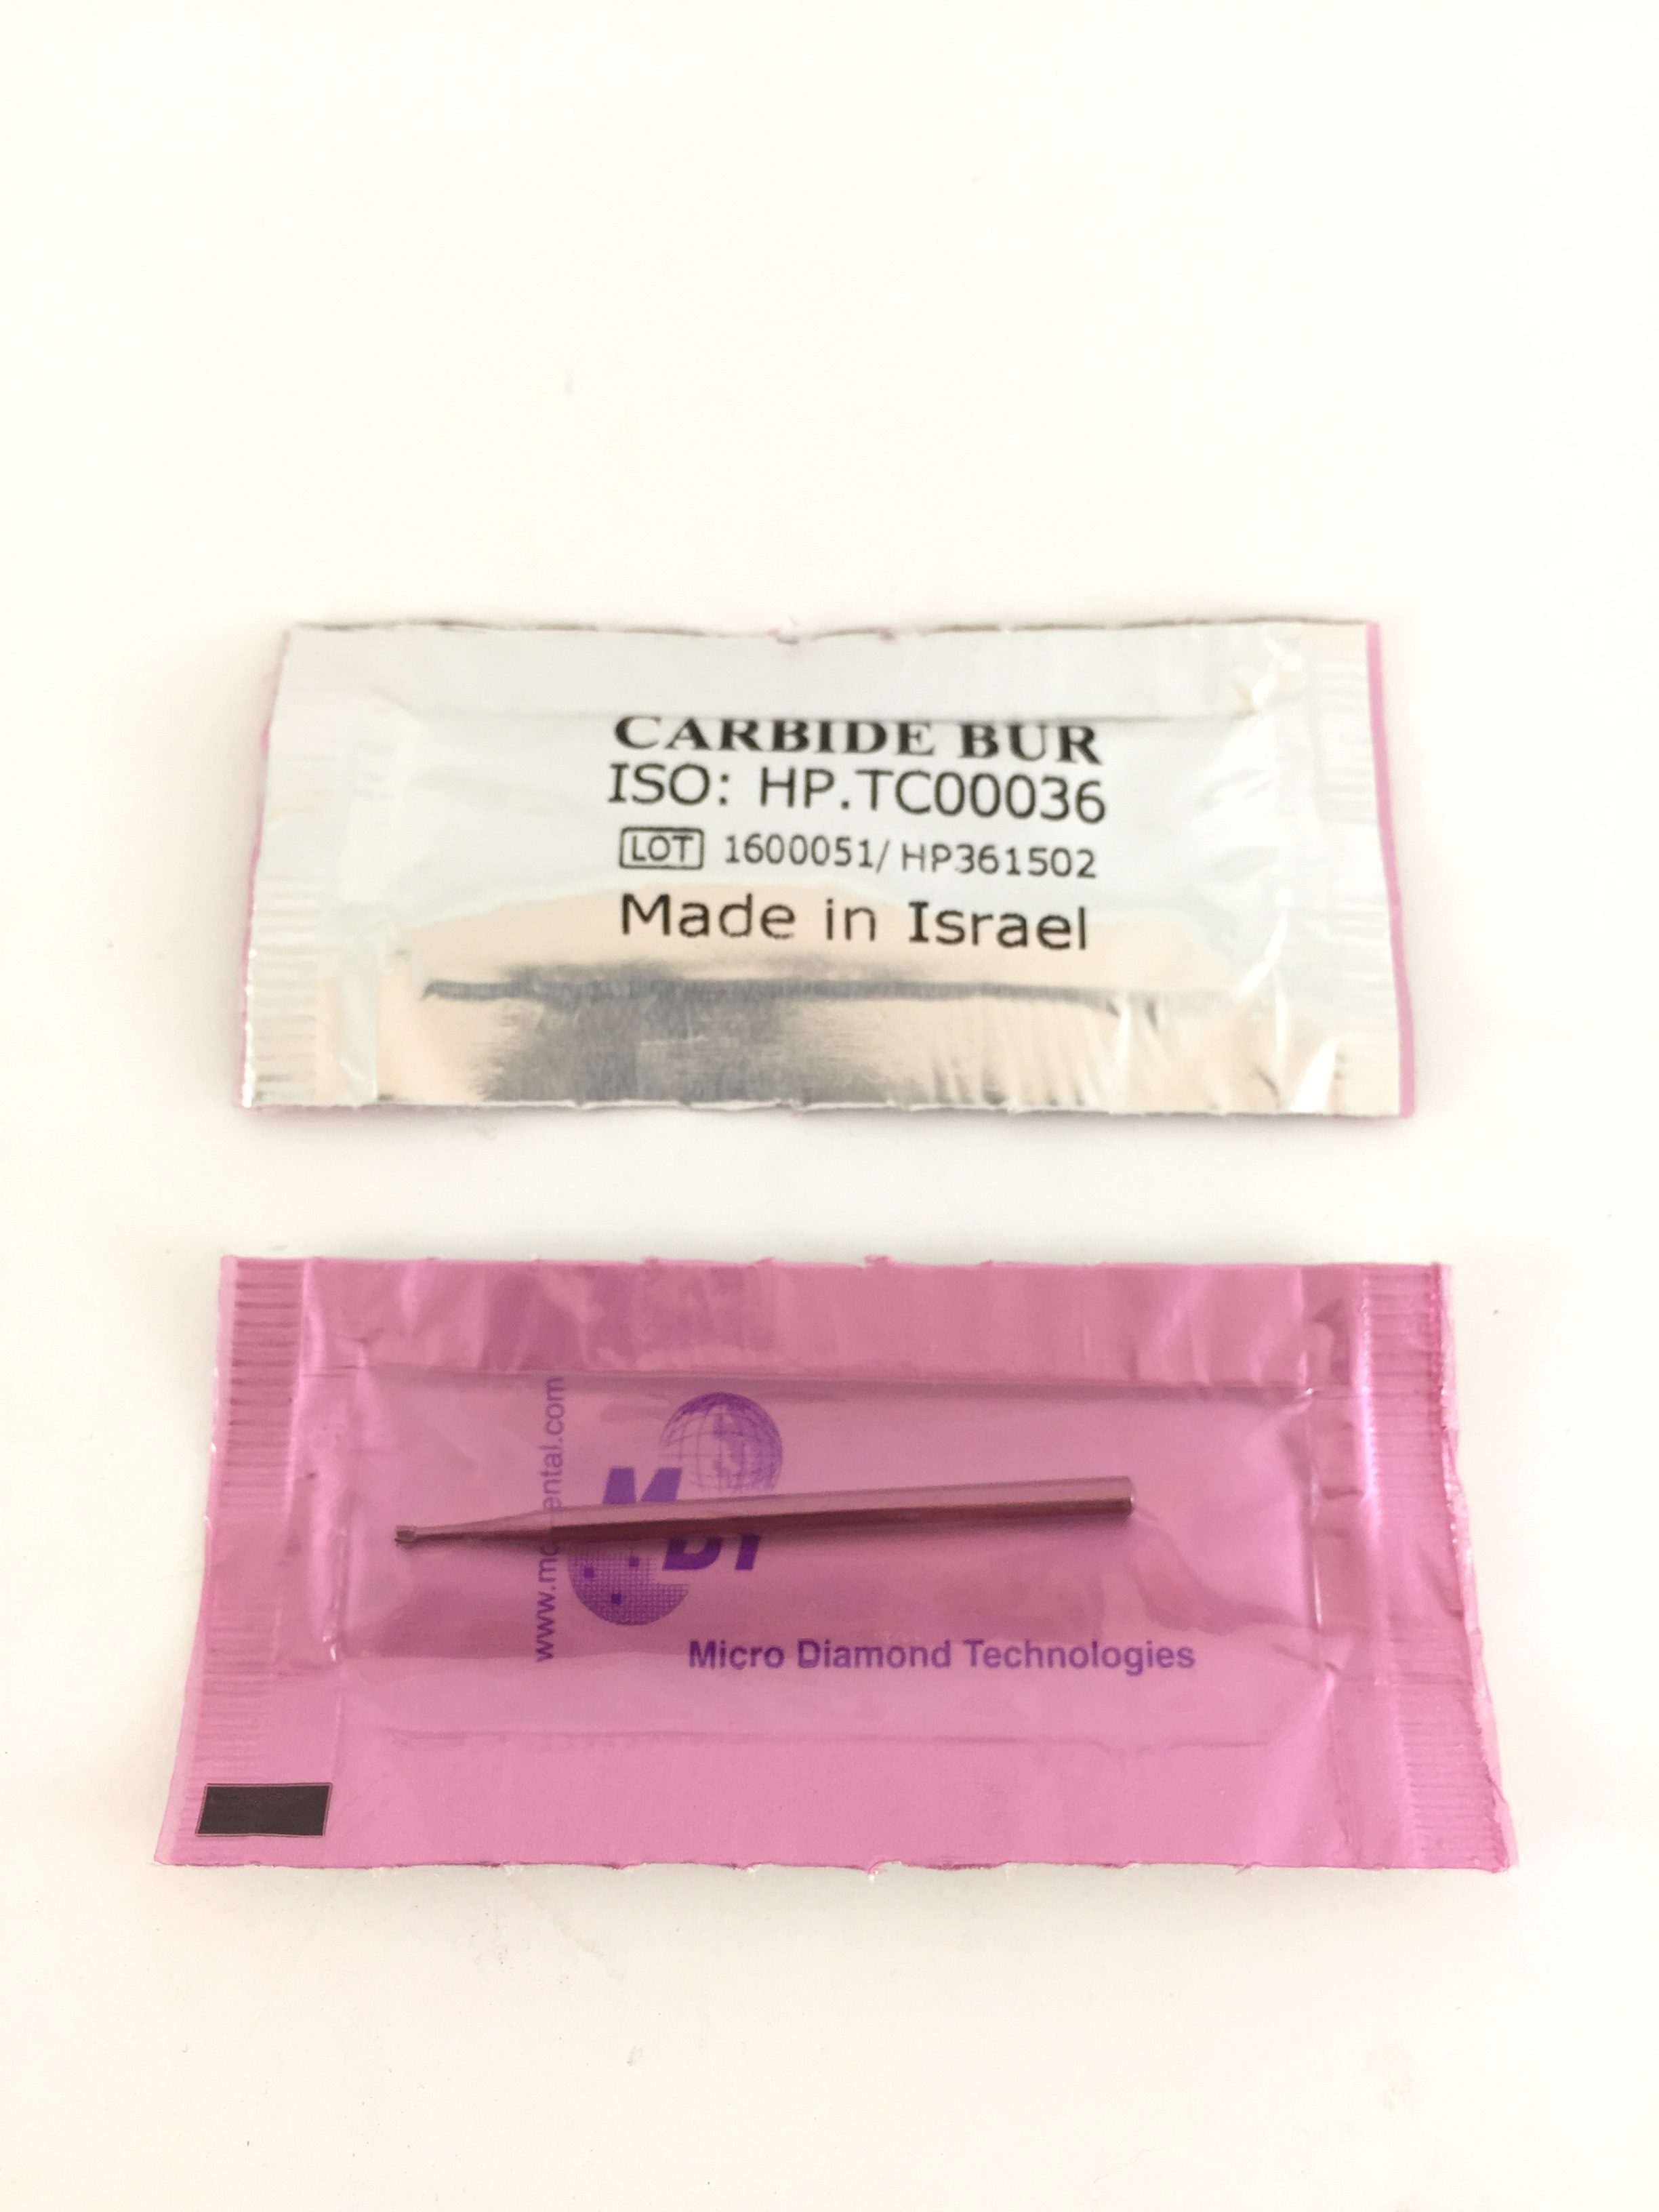 CARBIDE BUR
ISO: HP.TC00036
LOT 1600051/ HP361502
Made in Israel
Micro Diamond Technologies